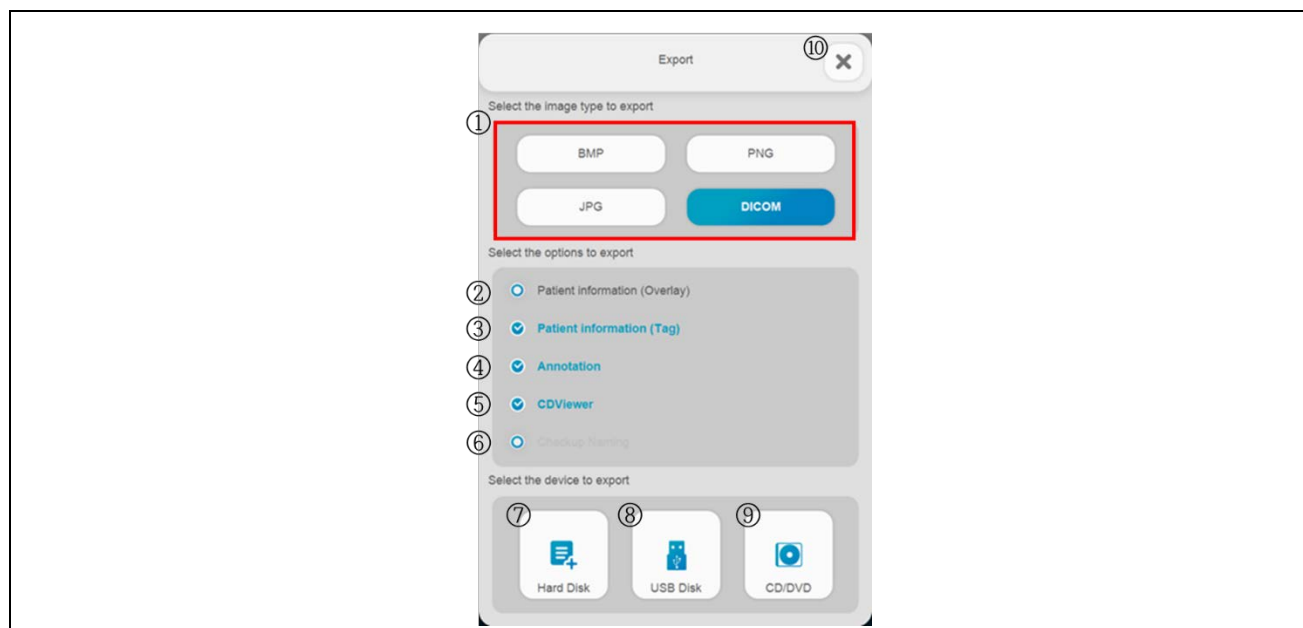 ⑩
Export
Select the image type to export
①
BMP PNG
JPG DICOM
Select the options to export
② Patient information (Overlay)
③ Patient information (Tag)
④ Annotation
⑤ CDViewer
⑥ Checkup Naming
Select the device to export
⑦ ⑧ ⑨
Hard Disk USB Disk CD/DVD